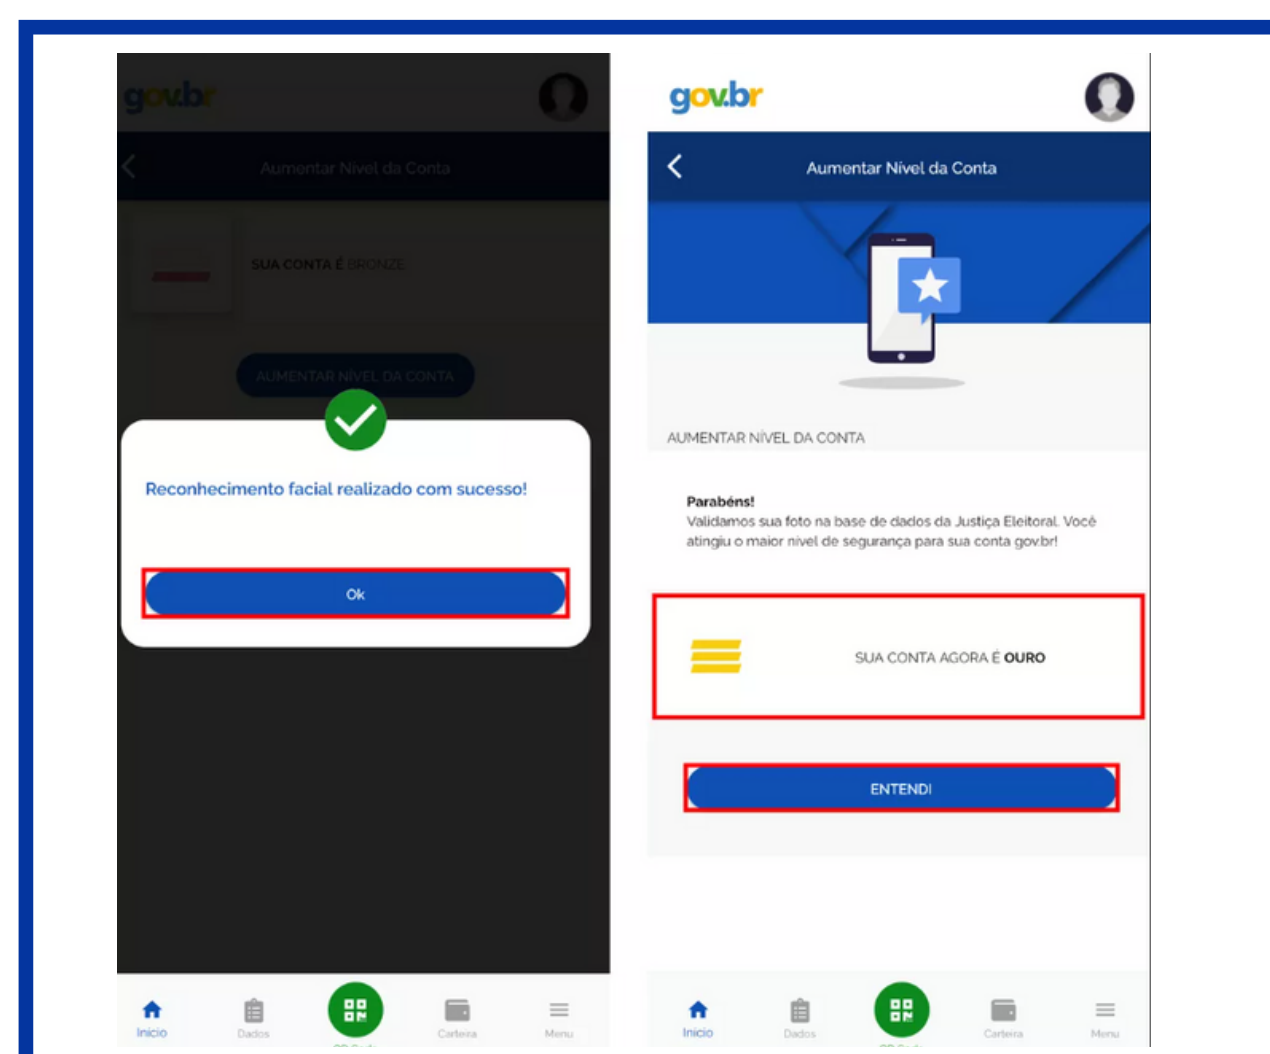 gov.br
Aumentar Nível da Conta
SUA CONTA É BRONZE
AUMENTAR NÍVEL DA CONTA
Reconhecimento facial realizado com sucesso!
Ok
Início
Dados
Carteira
Menu
gov.br
Aumentar Nível da Conta
AUMENTAR NÍVEL DA CONTA
Parabéns!
Validamos sua foto na base de dados da Justiça Eleitoral. Você
atingiu o maior nível de segurança para sua conta gov.br!
SUA CONTA AGORA É OURO
ENTENDI
Início
Dados
Carteira
Menu